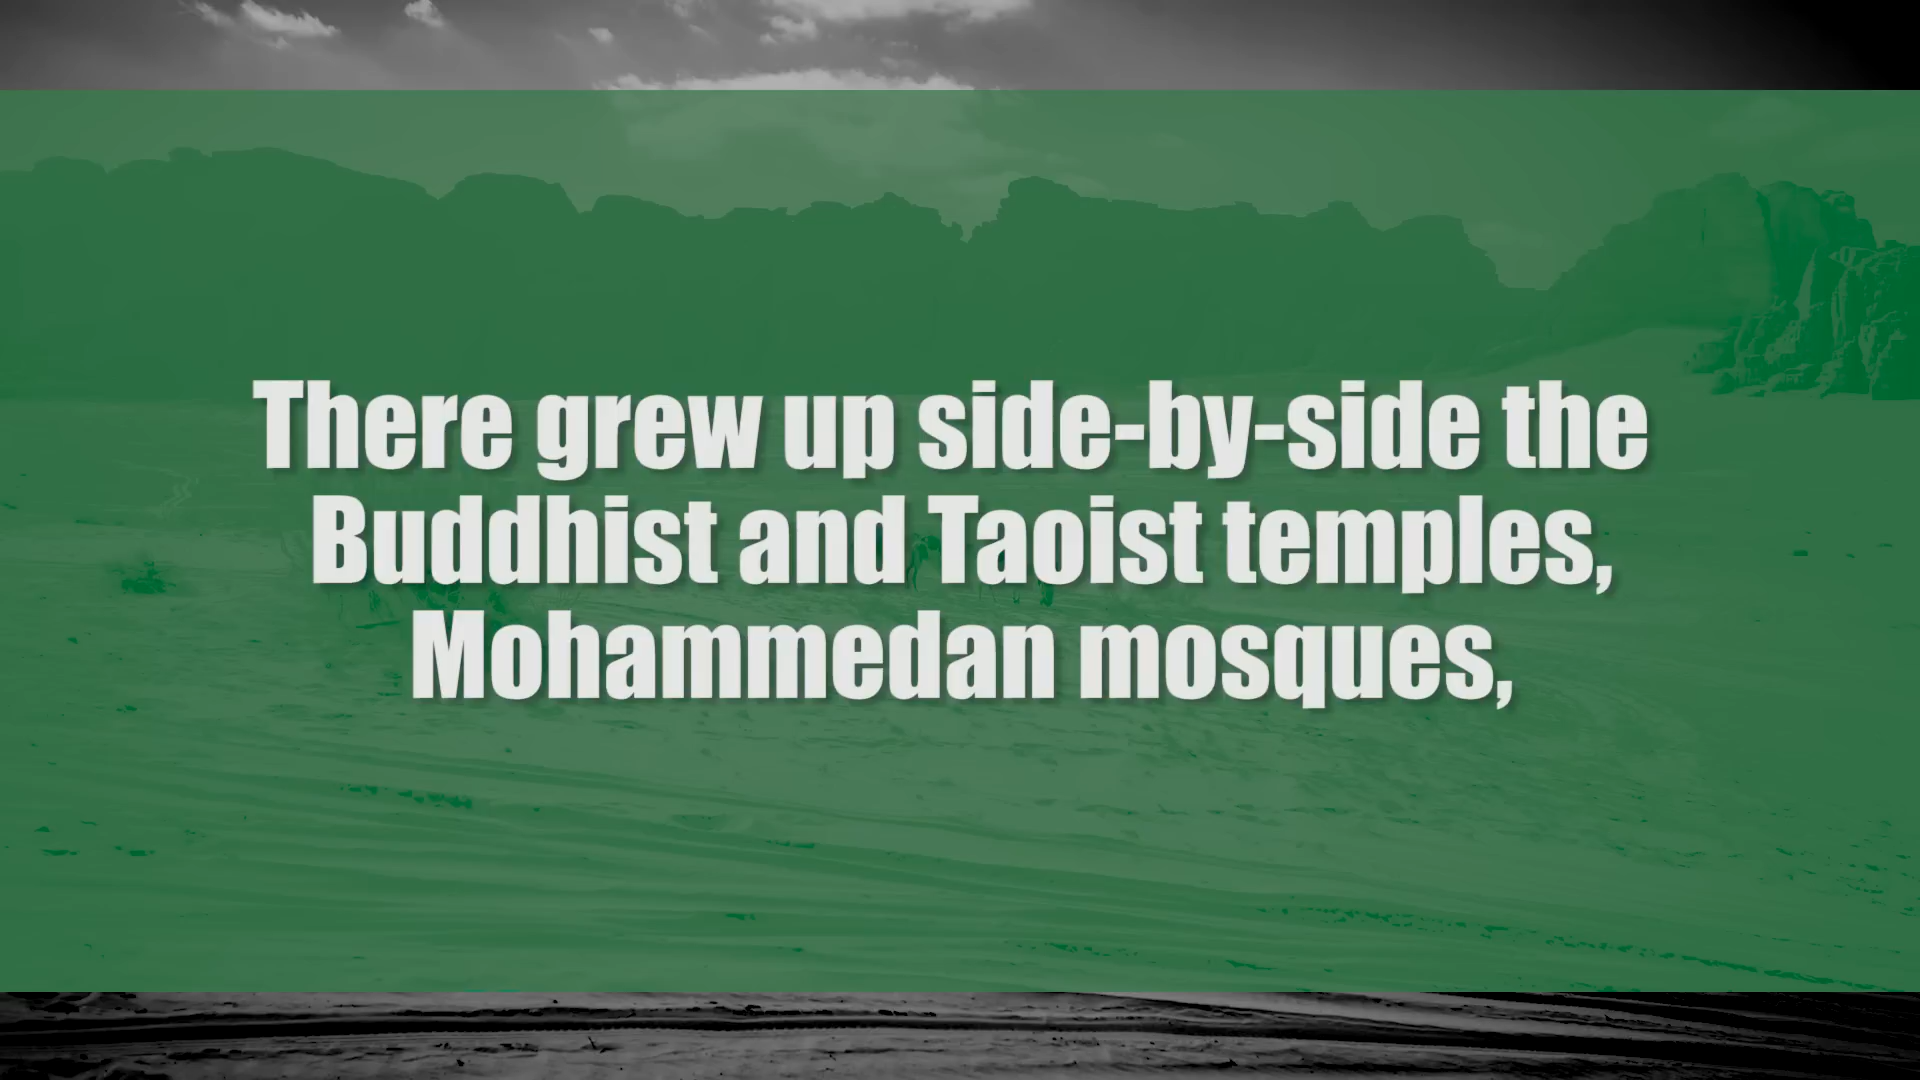 There grew up side-by-side the
Buddhist and Taoist temples,
Mohammedan mosques,